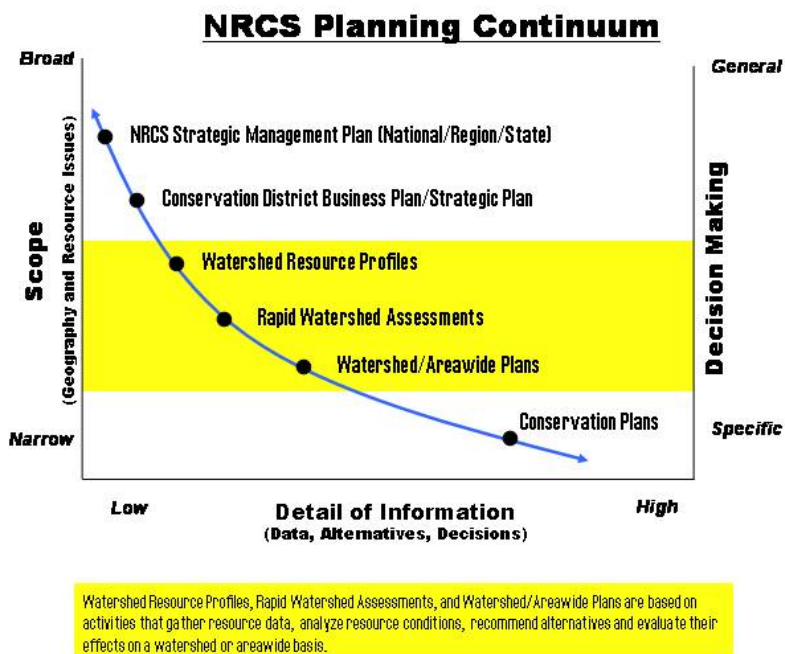 NRCS Planning Continuum
Broad
General
Scope
(Geography and Resource Issues)
Decision Making
NRCS Strategic Management Plan (National/Region/State)
Conservation District Business Plan/Strategic Plan
Watershed Resource Profiles
Rapid Watershed Assessments
Watershed/Areawide Plans
Conservation Plans
Narrow
Specific
Low
Detail of Information
(Data, Alternatives, Decisions)
High
Watershed Resource Profiles, Rapid Watershed Assessments, and Watershed/Areawide Plans are based on
activities that gather resource data, analyze resource conditions, recommend alternatives and evaluate their
effects on a watershed or areawide basis.